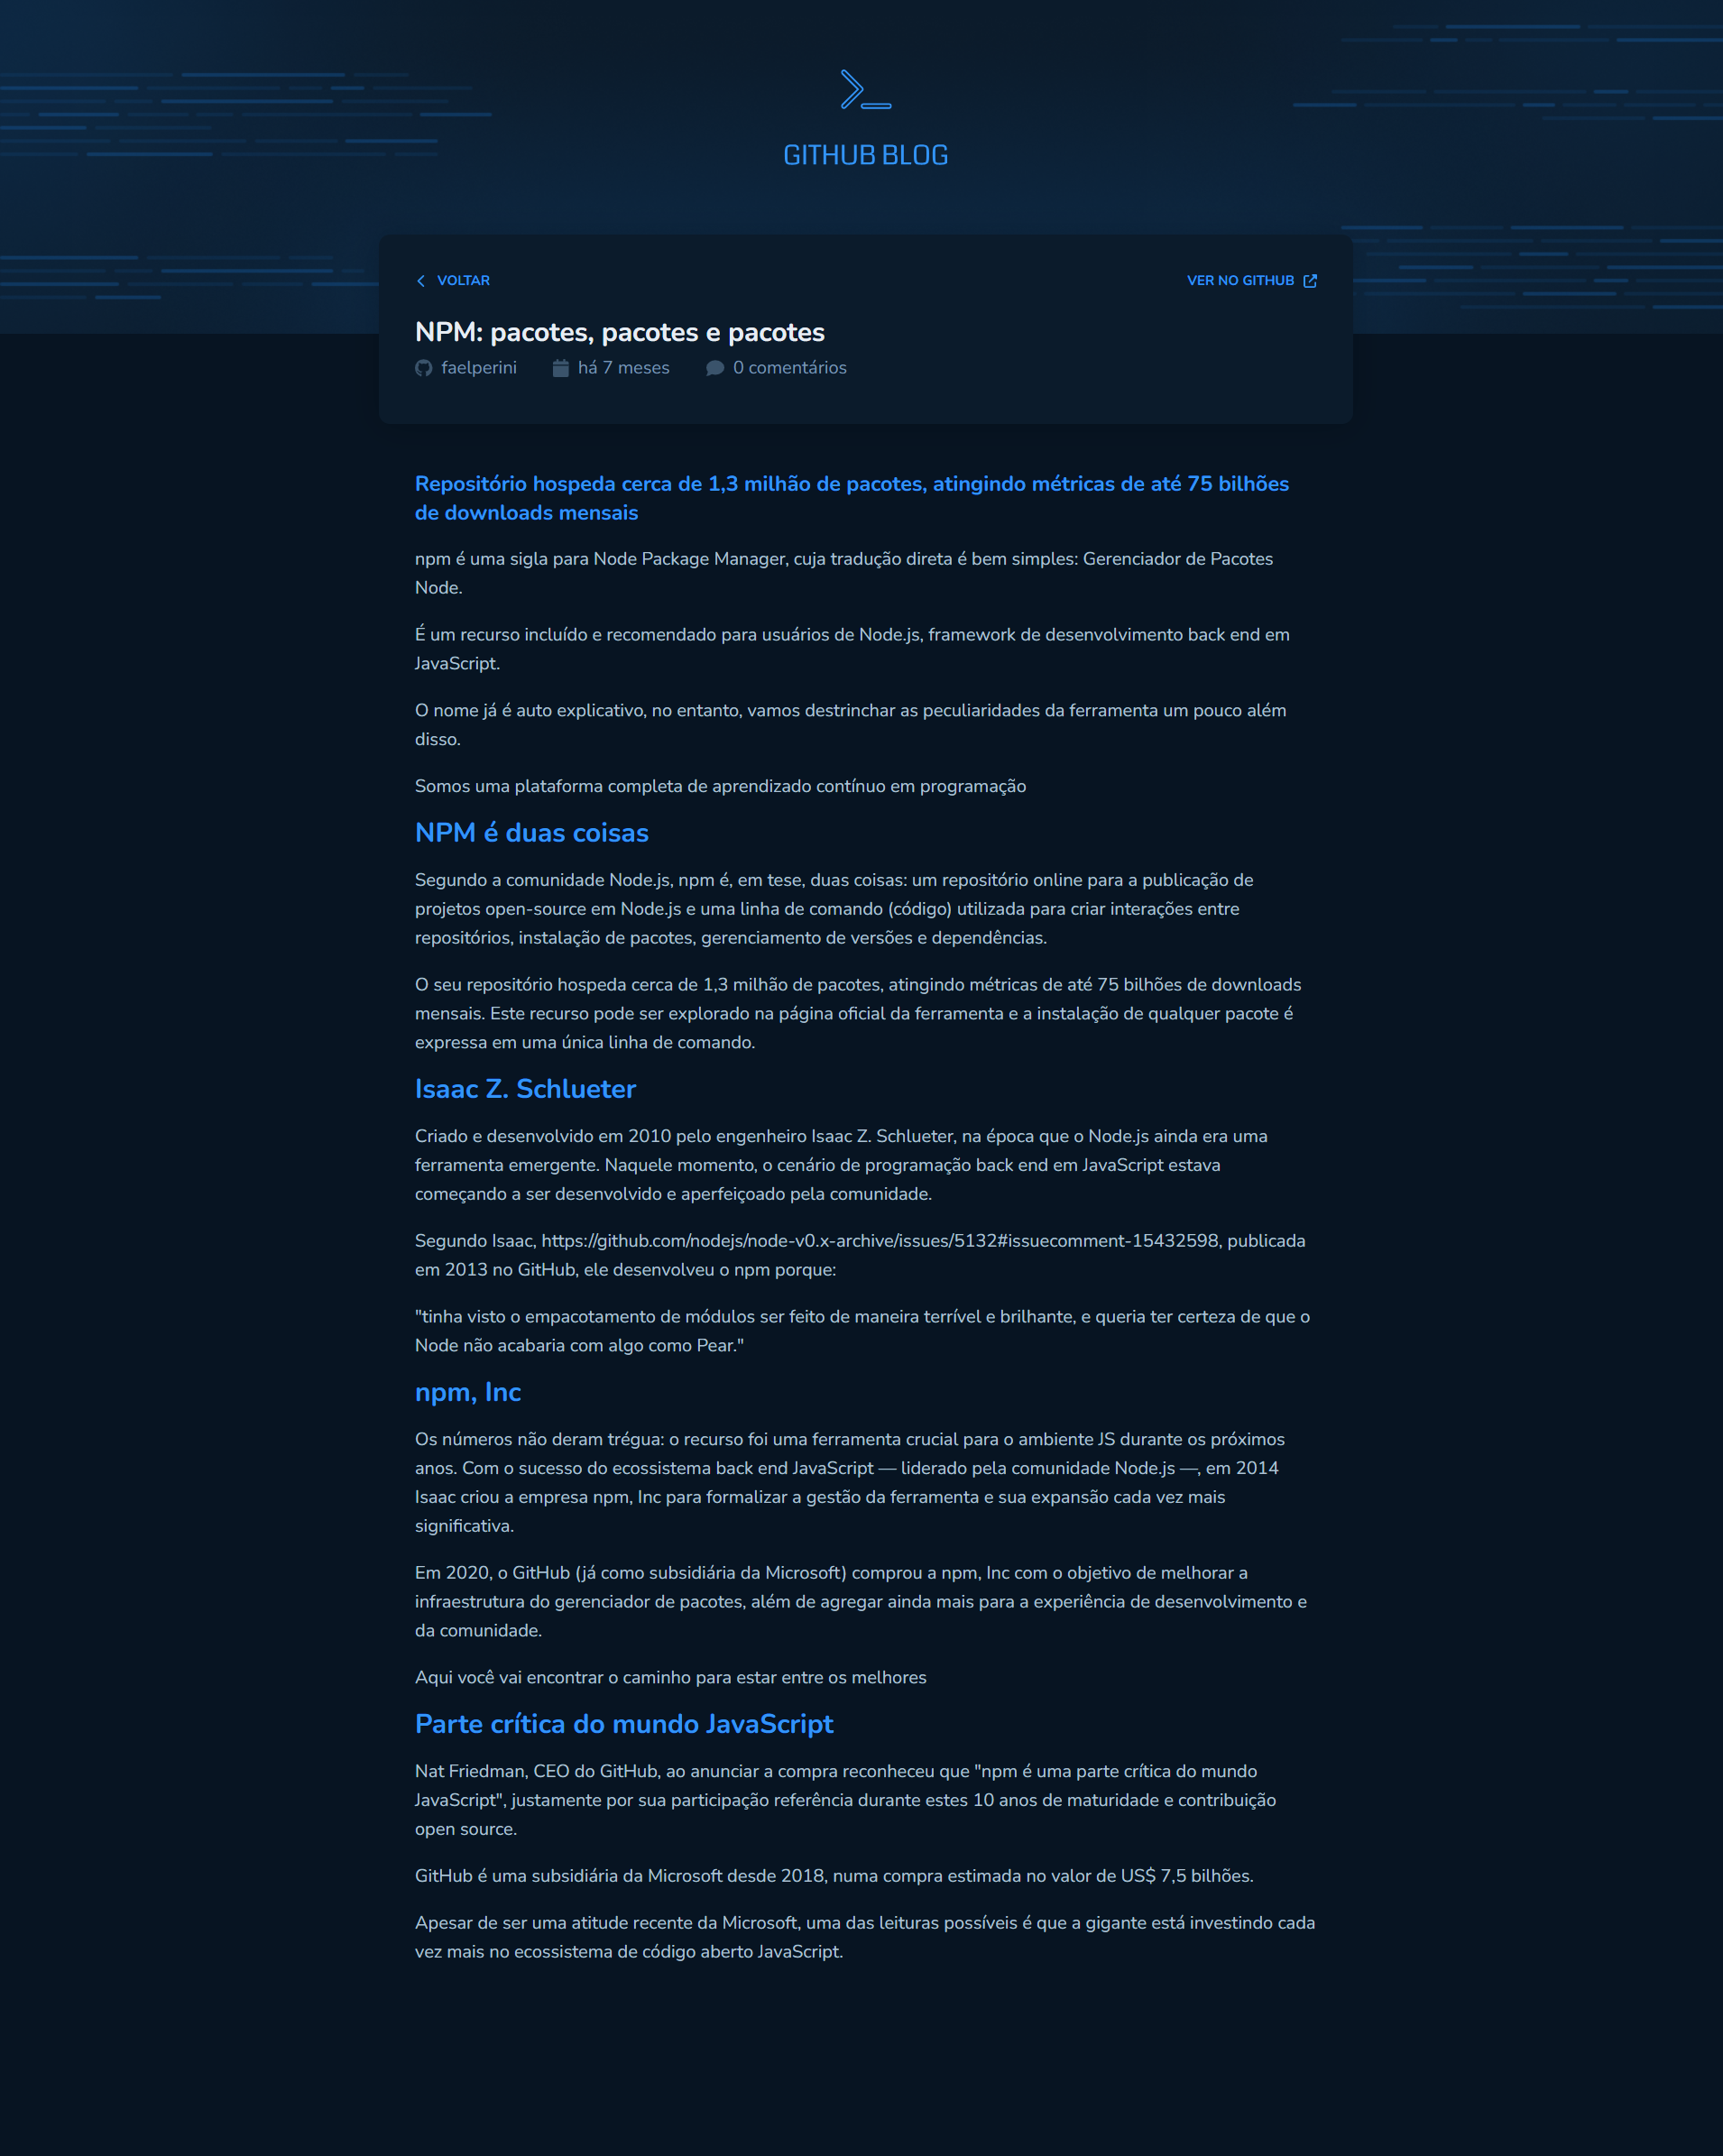 GITHUB BLOG
VOLTAR
VER NO GITHUB
NPM: pacotes, pacotes e pacotes
faelperini
há 7 meses
0 comentários
Repositório hospeda cerca de 1,3 milhão de pacotes, atingindo métricas de até 75 bilhões
de downloads mensais
npm é uma sigla para Node Package Manager, cuja tradução direta é bem simples: Gerenciador de Pacotes
Node.
É um recurso incluído e recomendado para usuários de Node.js, framework de desenvolvimento back end em
JavaScript.
O nome já é auto explicativo, no entanto, vamos destrinchar as peculiaridades da ferramenta um pouco além
disso.
Somos uma plataforma completa de aprendizado contínuo em programação
NPM é duas coisas
Segundo a comunidade Node.js, npm é, em tese, duas coisas: um repositório online para a publicação de
projetos open-source em Node.js e uma linha de comando (código) utilizada para criar interações entre
repositórios, instalação de pacotes, gerenciamento de versões e dependências.
O seu repositório hospeda cerca de 1,3 milhão de pacotes, atingindo métricas de até 75 bilhões de downloads
mensais. Este recurso pode ser explorado na página oficial da ferramenta e a instalação de qualquer pacote é
expressa em uma única linha de comando.
Isaac Z. Schlueter
Criado e desenvolvido em 2010 pelo engenheiro Isaac Z. Schlueter, na época que o Node.js ainda era uma
ferramenta emergente. Naquele momento, o cenário de programação back end em JavaScript estava
começando a ser desenvolvido e aperfeiçoado pela comunidade.
Segundo Isaac, https://github.com/nodejs/node-v0.x-archive/issues/5132#issuecomment-15432598, publicada
em 2013 no GitHub, ele desenvolveu o npm porque:
"tinha visto o empacotamento de módulos ser feito de maneira terrível e brilhante, e queria ter certeza de que o
Node não acabaria com algo como Pear."
npm, Inc
Os números não deram trégua: o recurso foi uma ferramenta crucial para o ambiente JS durante os próximos
anos. Com o sucesso do ecossistema back end JavaScript — liderado pela comunidade Node.js —, em 2014
Isaac criou a empresa npm, Inc para formalizar a gestão da ferramenta e sua expansão cada vez mais
significativa.
Em 2020, o GitHub (já como subsidiária da Microsoft) comprou a npm, Inc com o objetivo de melhorar a
infraestrutura do gerenciador de pacotes, além de agregar ainda mais para a experiência de desenvolvimento e
da comunidade.
Aqui você vai encontrar o caminho para estar entre os melhores
Parte crítica do mundo JavaScript
Nat Friedman, CEO do GitHub, ao anunciar a compra reconheceu que "npm é uma parte crítica do mundo
JavaScript", justamente por sua participação referência durante estes 10 anos de maturidade e contribuição
open source.
GitHub é uma subsidiária da Microsoft desde 2018, numa compra estimada no valor de US$ 7,5 bilhões.
Apesar de ser uma atitude recente da Microsoft, uma das leituras possíveis é que a gigante está investindo cada
vez mais no ecossistema de código aberto JavaScript.